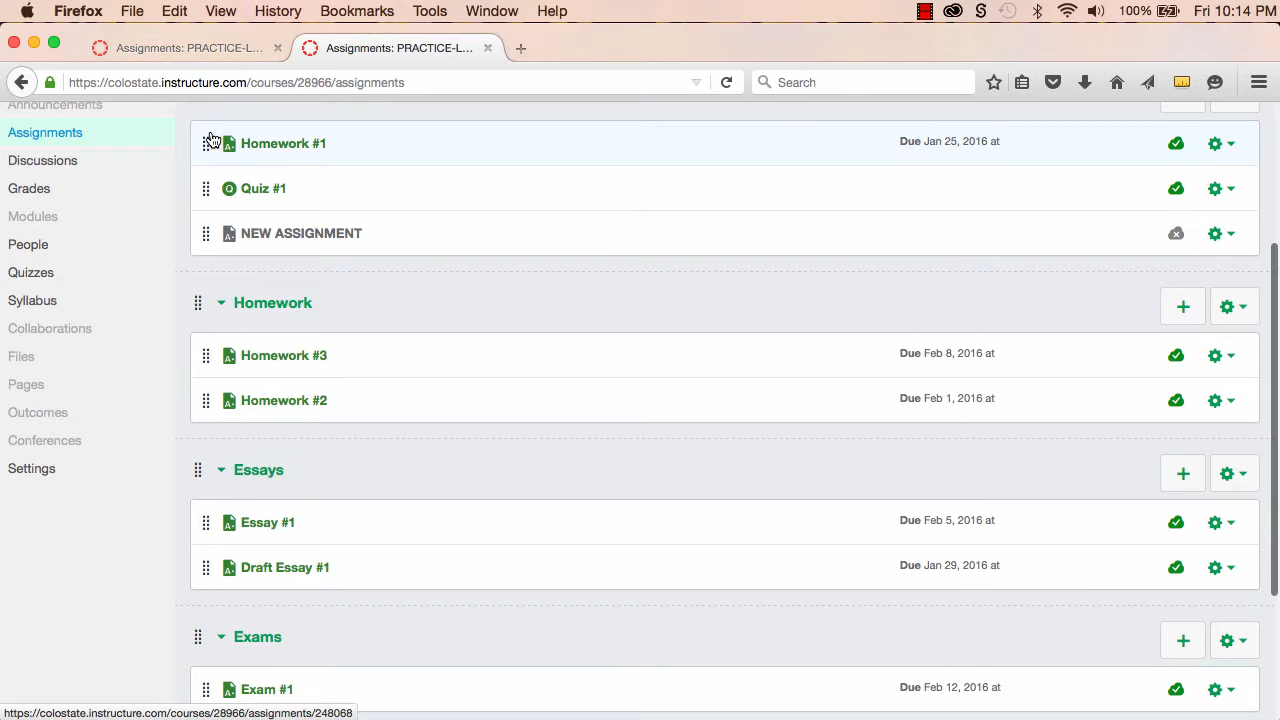 Firefox File Edit View History Bookmarks Tools Window Help 100% Fri 10:14 PM
Assignments: PRACTICE-L... Assignments: PRACTICE-L...
https://colostate.instructure.com/courses/28966/assignments Search
Announcements
Assignments
Discussions
Grades
Modules
People
Quizzes
Syllabus
Collaborations
Files
Pages
Outcomes
Conferences
Settings
Homework #1 Due Jan 25, 2016 at
Quiz #1
NEW ASSIGNMENT
Homework
Homework #3 Due Feb 8, 2016 at
Homework #2 Due Feb 1, 2016 at
Essays
Essay #1 Due Feb 5, 2016 at
Draft Essay #1 Due Jan 29, 2016 at
Exams
Exam #1 Due Feb 12, 2016 at
https://colostate.instructure.com/courses/28966/assignments/248068